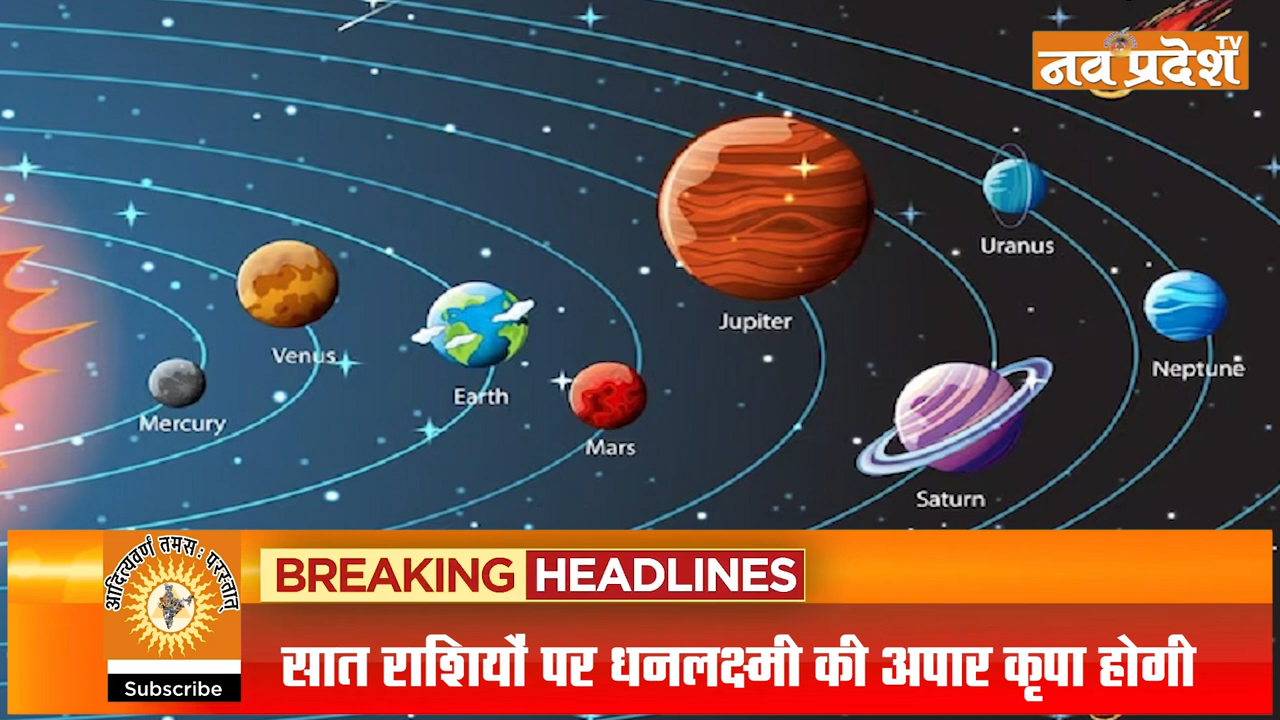 नव प्रदेश TV
Uranus
Jupiter
Venus
Neptune
Earth
Mercury
Mars
Saturn
आदित्यवर्णं तमसः परस्तात्
BREAKING HEADLINES
सात राशियों पर धनलक्ष्मी की अपार कृपा होगी
Subscribe